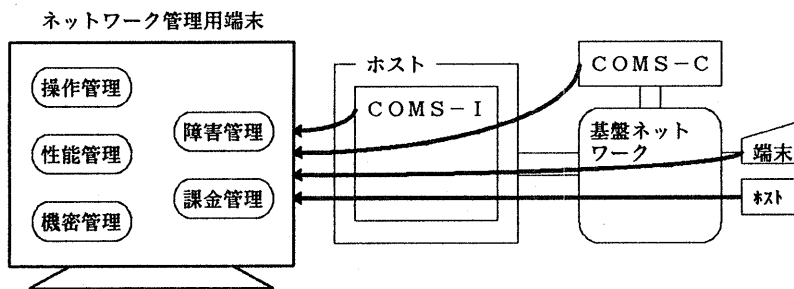 ネットワーク管理用端末
操作管理
性能管理
機密管理
障害管理
課金管理
ホスト
COMS-I
COMS-C
基盤ネット
ワーク
端末
ホスト